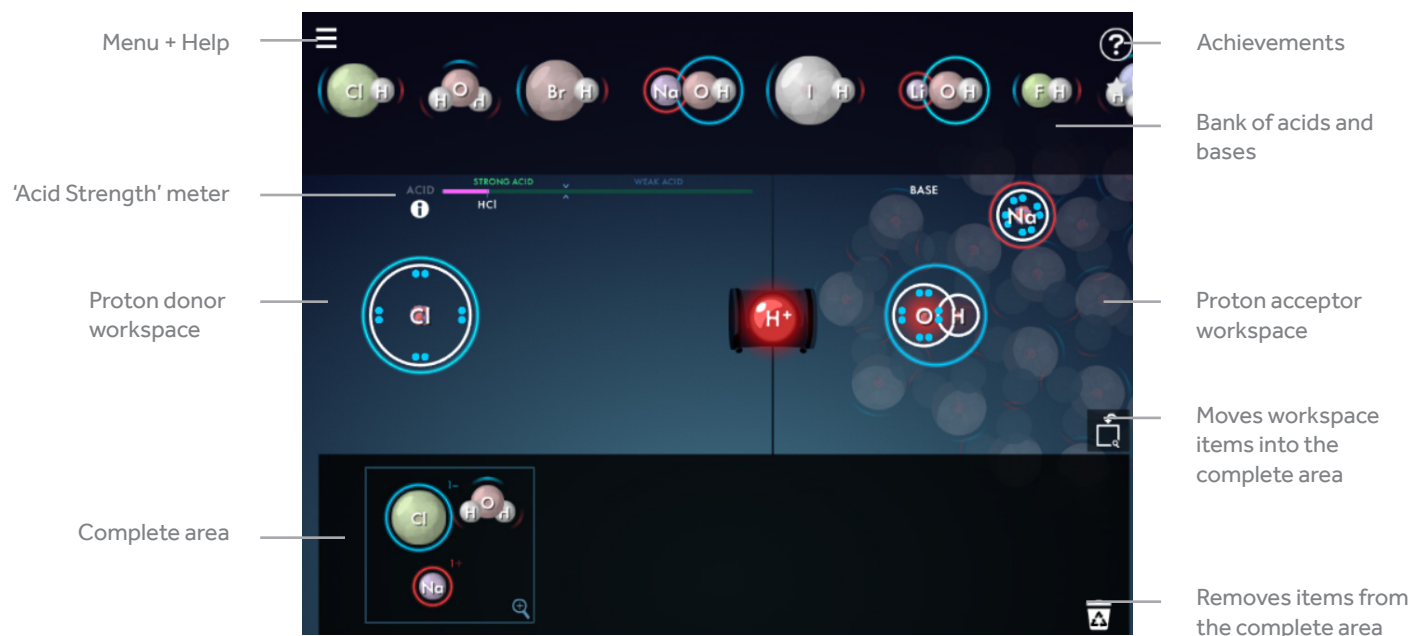 Menu + Help
?
Achievements
Cl H
H O H
Br H
Na O H
I H
Li O H
F H
H
Bank of acids and
bases
'Acid Strength' meter
ACID
i
STRONG ACID
WEAK ACID
HCl
BASE
Na
Proton donor
workspace
Cl
H+
O H
Proton acceptor
workspace
Moves workspace
items into the
complete area
Complete area
Cl
1-
H O H
Na
1+
Removes items from
the complete area